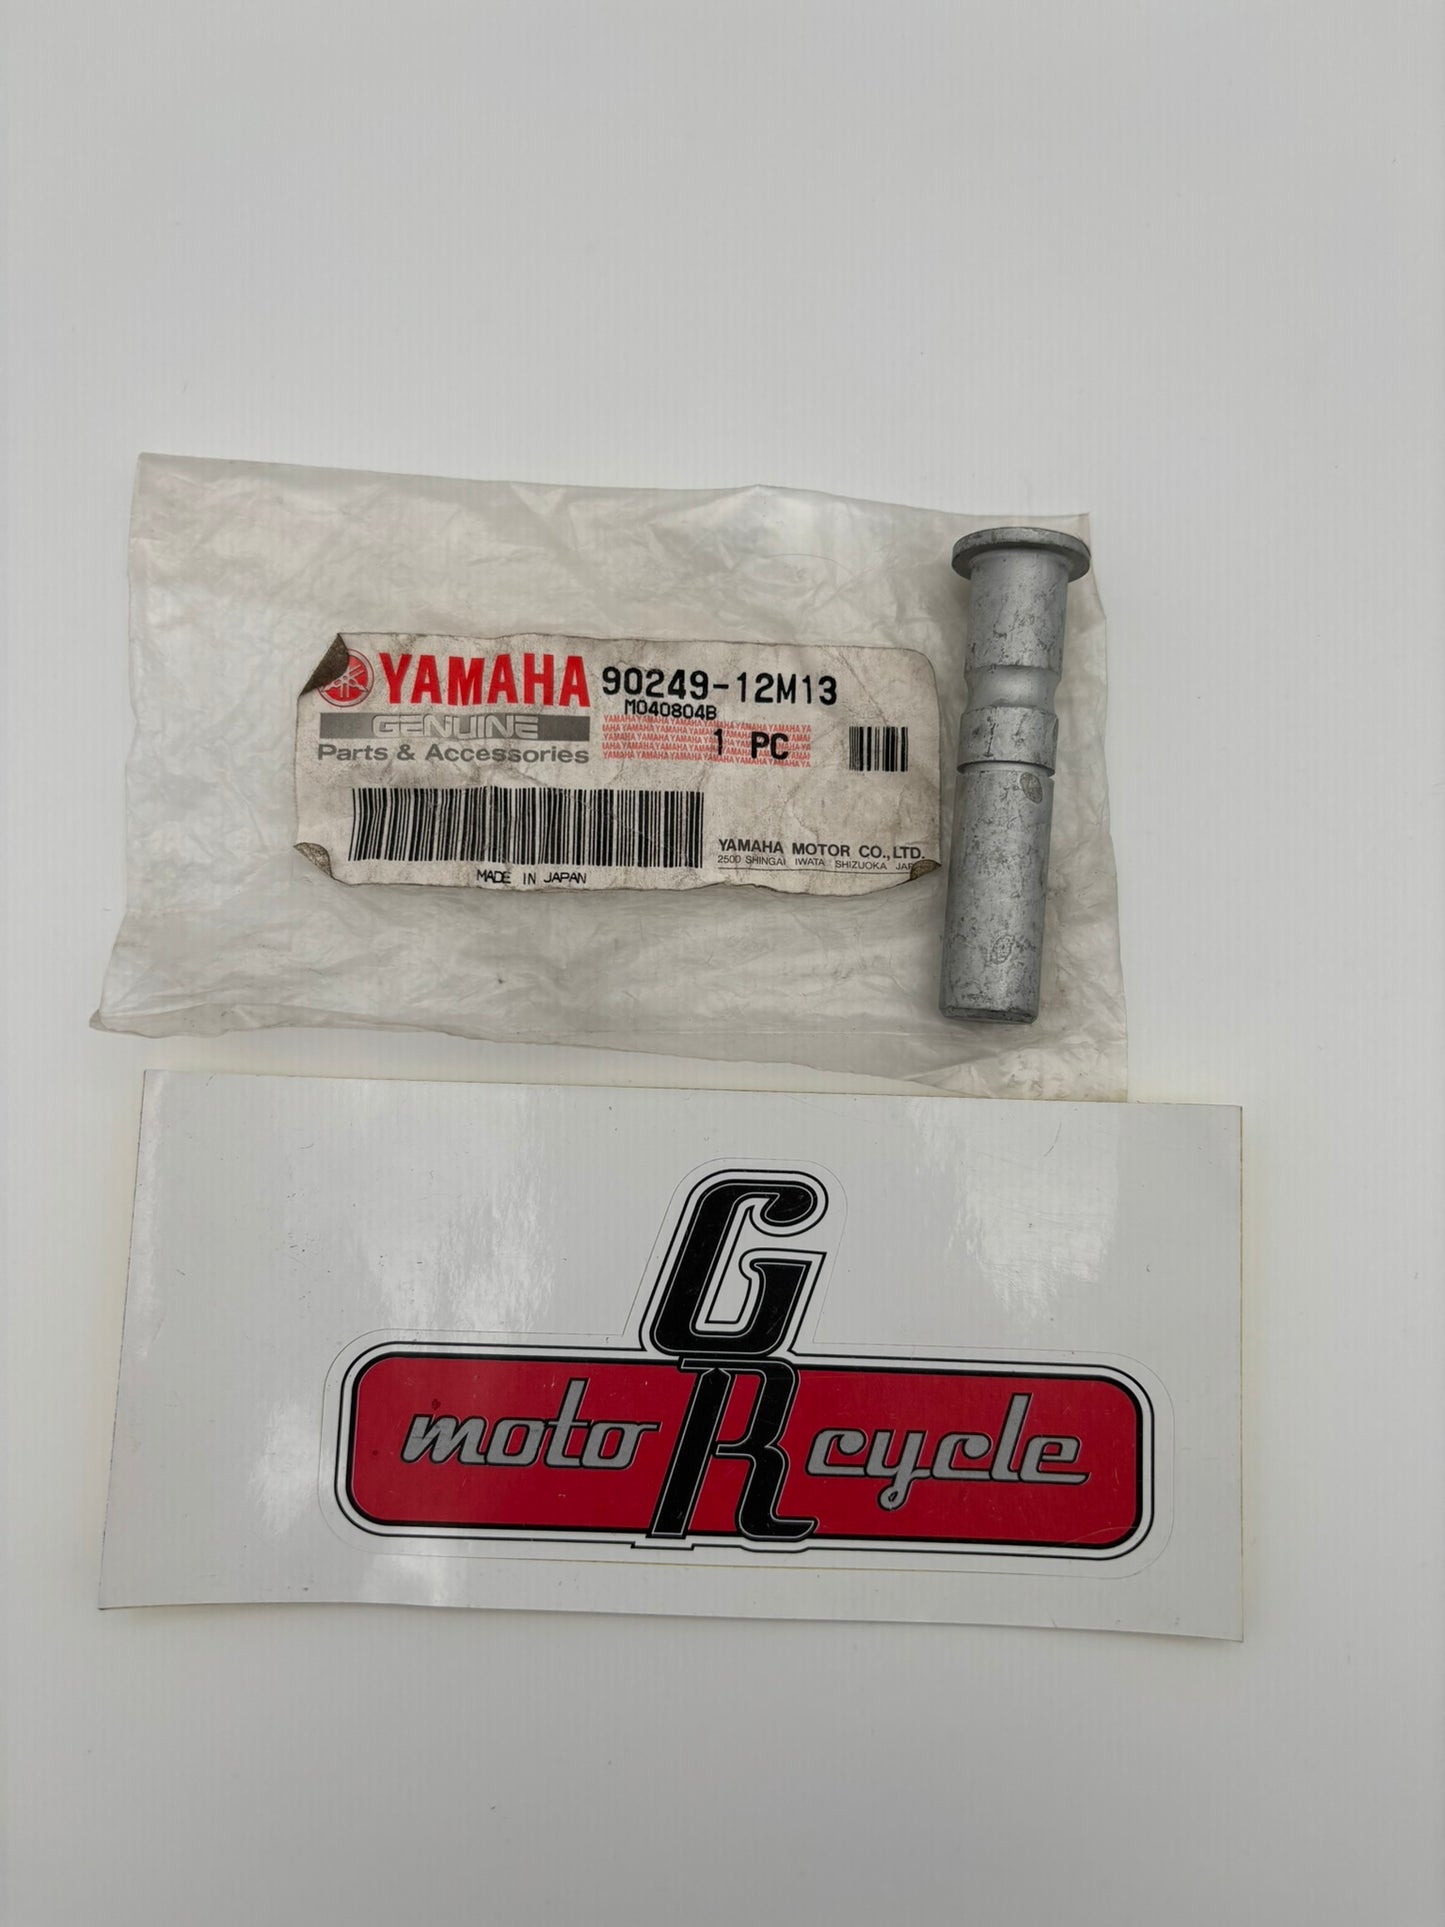 YAMAHA 90249-12M13
GENUINE M040804B
Parts & Accessories 1 PC
YAMAHA MOTOR CO.,LTD.
2500 SHINGAI IWATA SHIZUOKA
MADE IN JAPAN
G
moto R cycle